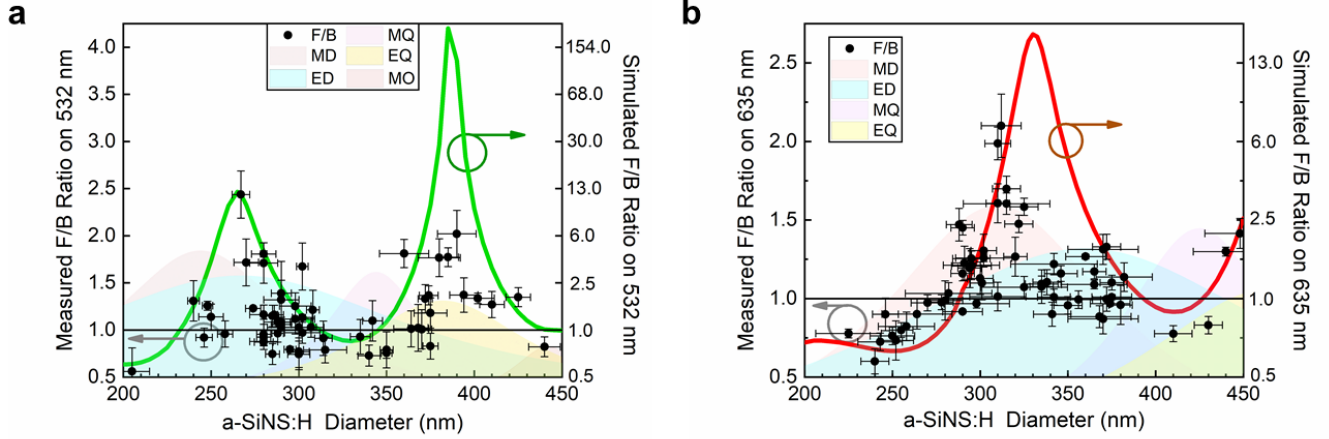 a
Measured F/B Ratio on 532 nm
4.0
3.5
3.0
2.5
2.0
1.5
1.0
0.5
F/B
MD
ED
MQ
EQ
MO
154.0
68.0
30.0
13.0
6.0
2.5
1.0
0.5
Simulated F/B Ratio on 532 nm
200 250 300 350 400 450
a-SiNS:H Diameter (nm)
b
Measured F/B Ratio on 635 nm
2.5
2.0
1.5
1.0
0.5
F/B
MD
ED
MQ
EQ
13.0
6.0
2.5
1.0
0.5
Simulated F/B Ratio on 635 nm
200 250 300 350 400 450
a-SiNS:H Diameter (nm)